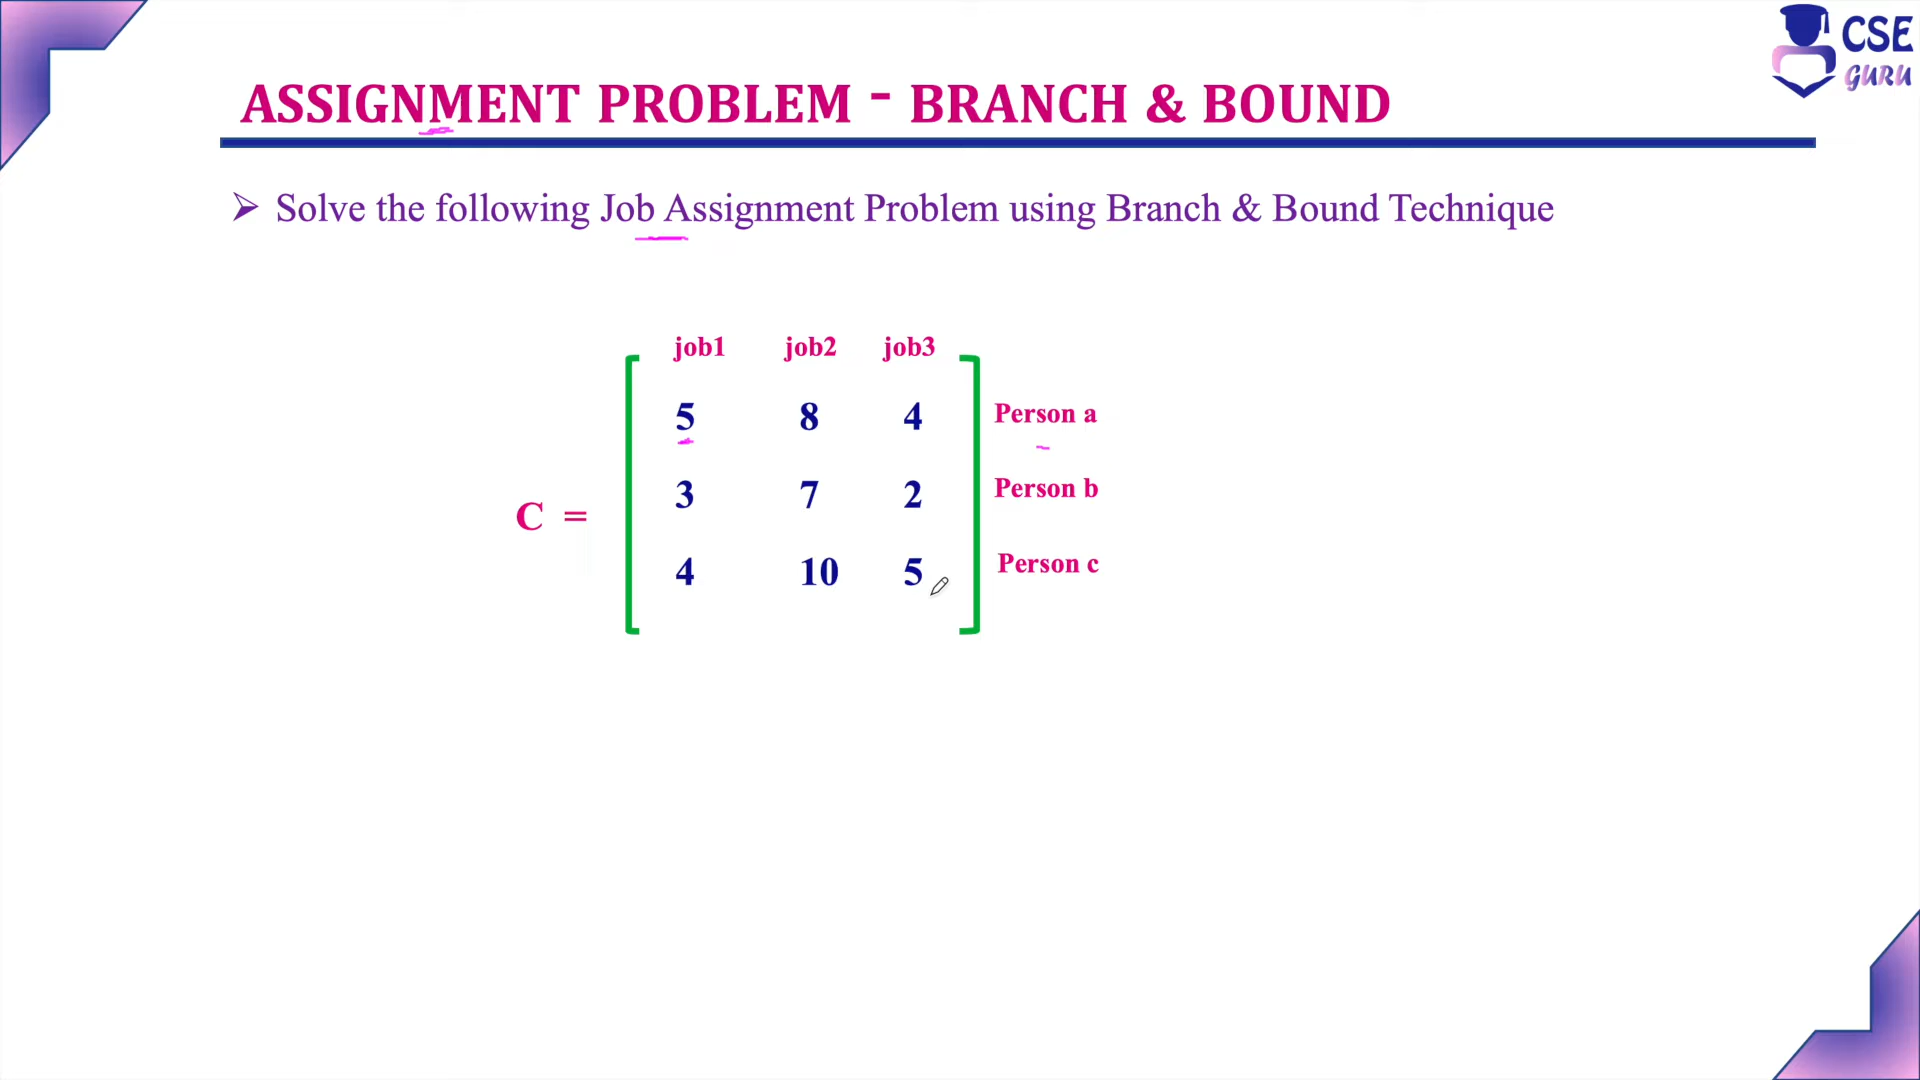 CSE
GURU
ASSIGNMENT PROBLEM - BRANCH & BOUND
➢ Solve the following Job Assignment Problem using Branch & Bound Technique
job1 job2 job3
5 8 4 Person a
3 7 2 Person b
C =
4 10 5 Person c